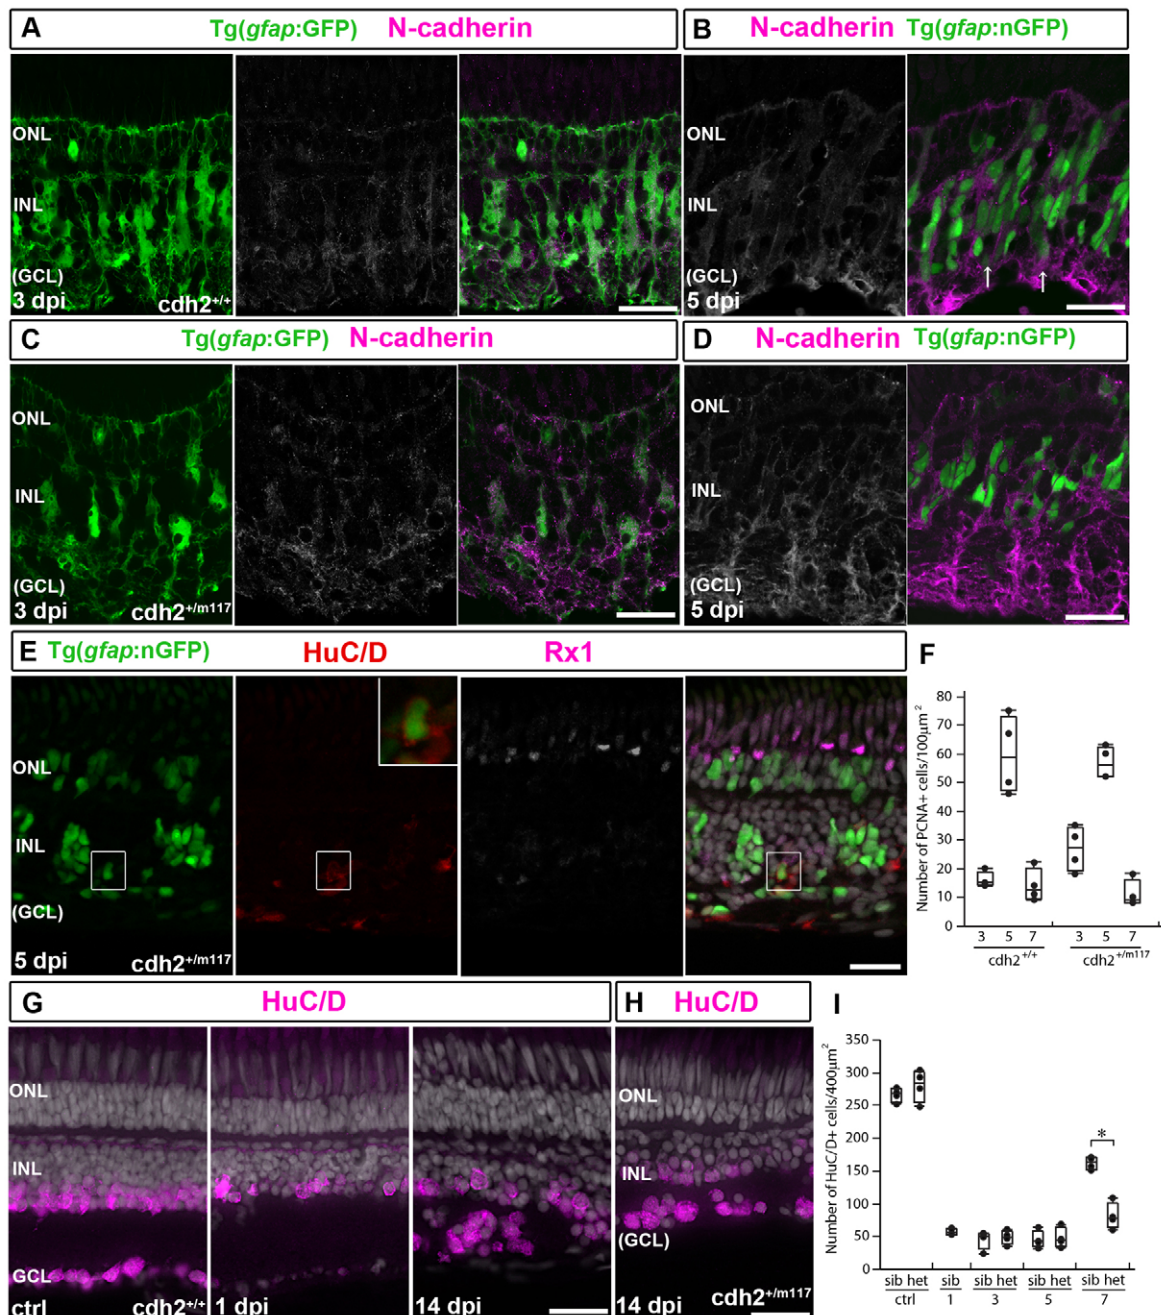 A Tg(gfap:GFP) N-cadherin
B N-cadherin Tg(gfap:nGFP)
ONL
INL
(GCL)
3 dpi cdh2+/+
ONL
INL
(GCL)
5 dpi
C Tg(gfap:GFP) N-cadherin
D N-cadherin Tg(gfap:nGFP)
ONL
INL
(GCL)
3 dpi cdh2+/m117
ONL
INL
(GCL)
5 dpi
E Tg(gfap:nGFP) HuC/D Rx1
ONL
INL
(GCL)
5 dpi cdh2+/m117
F
Number of PCNA+ cells/100µm2
80
70
60
50
40
30
20
10
0
3 5 7 3 5 7
cdh2+/+ cdh2+/m117
G HuC/D
ONL
INL
GCL
ctrl cdh2+/+ 1 dpi 14 dpi
H HuC/D
ONL
INL
(GCL)
14 dpi cdh2+/m117
I
Number of HuC/D+ cells/400µm2
350
300
250
200
150
100
50
0
*
sib het sib sib het sib het sib het
ctrl 1 3 5 7